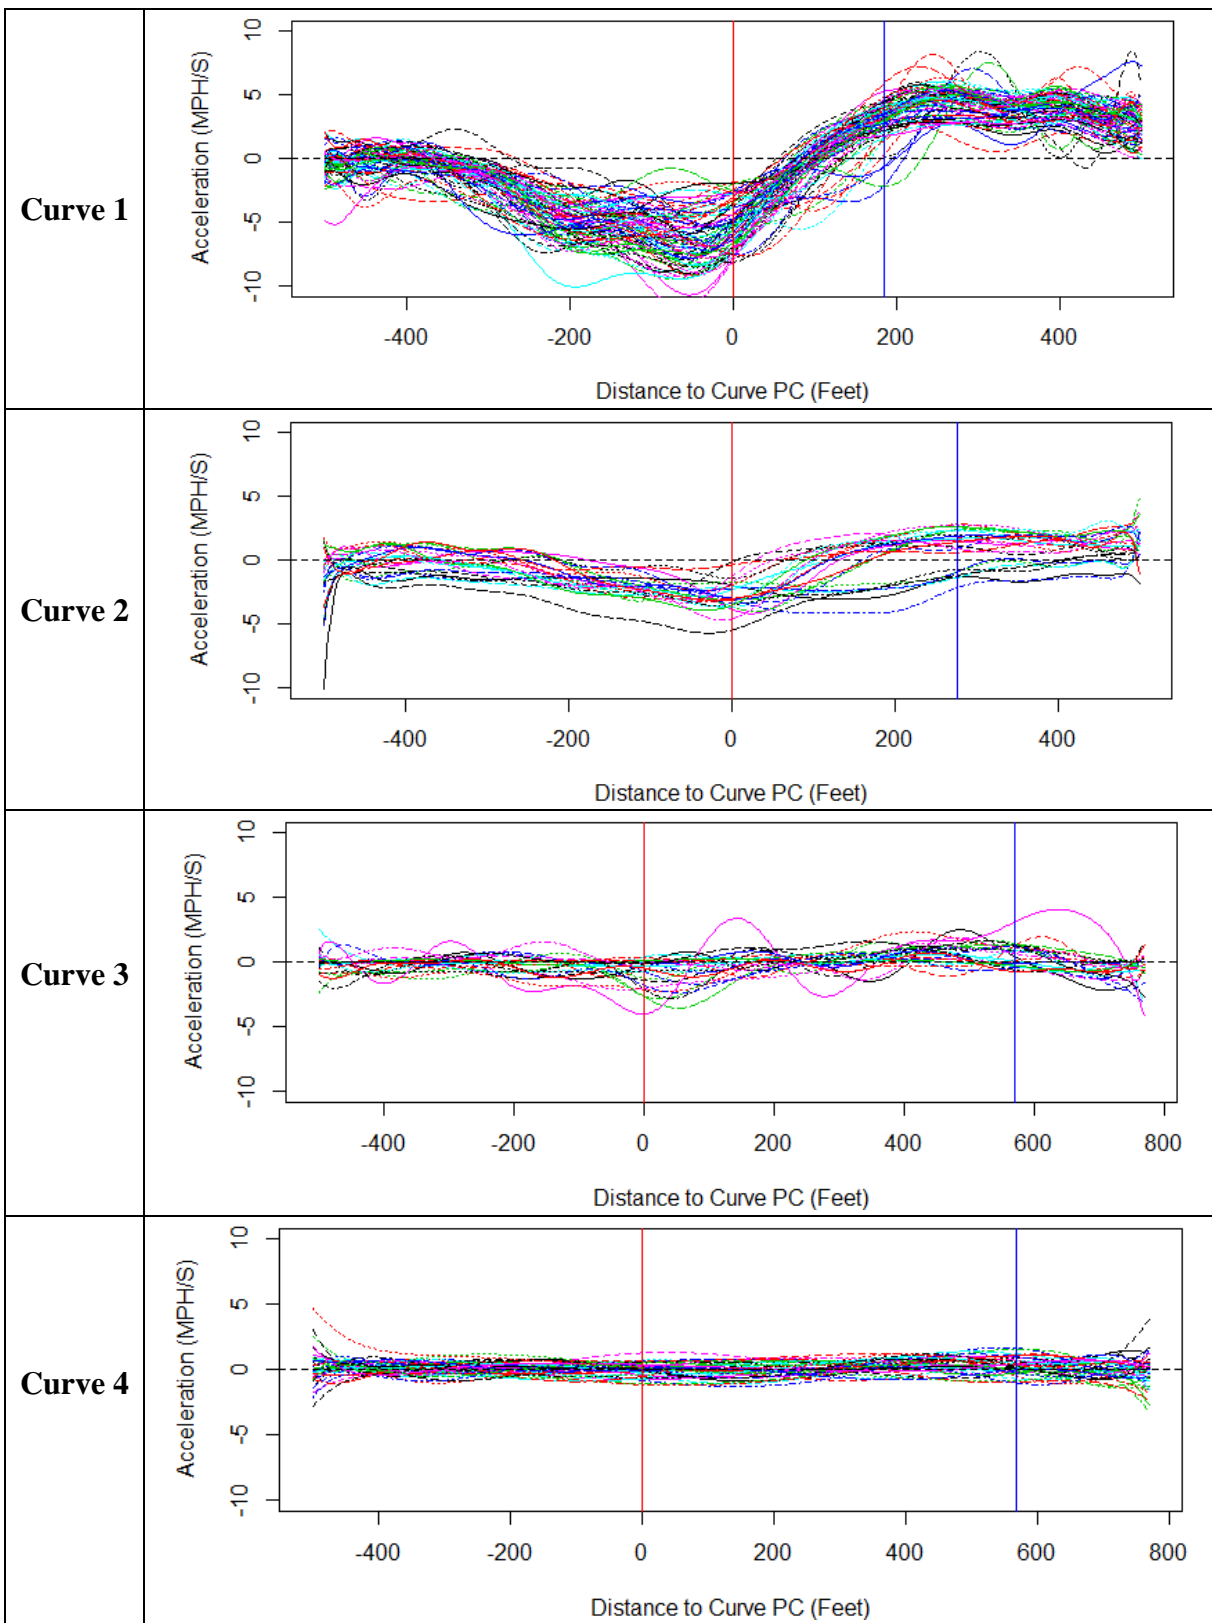 Curve 1
Acceleration (MPH/S)
10
5
0
-5
-10
-400 -200 0 200 400
Distance to Curve PC (Feet)
Curve 2
Acceleration (MPH/S)
10
5
0
-5
-10
-400 -200 0 200 400
Distance to Curve PC (Feet)
Curve 3
Acceleration (MPH/S)
10
5
0
-5
-10
-400 -200 0 200 400 600 800
Distance to Curve PC (Feet)
Curve 4
Acceleration (MPH/S)
10
5
0
-5
-10
-400 -200 0 200 400 600 800
Distance to Curve PC (Feet)